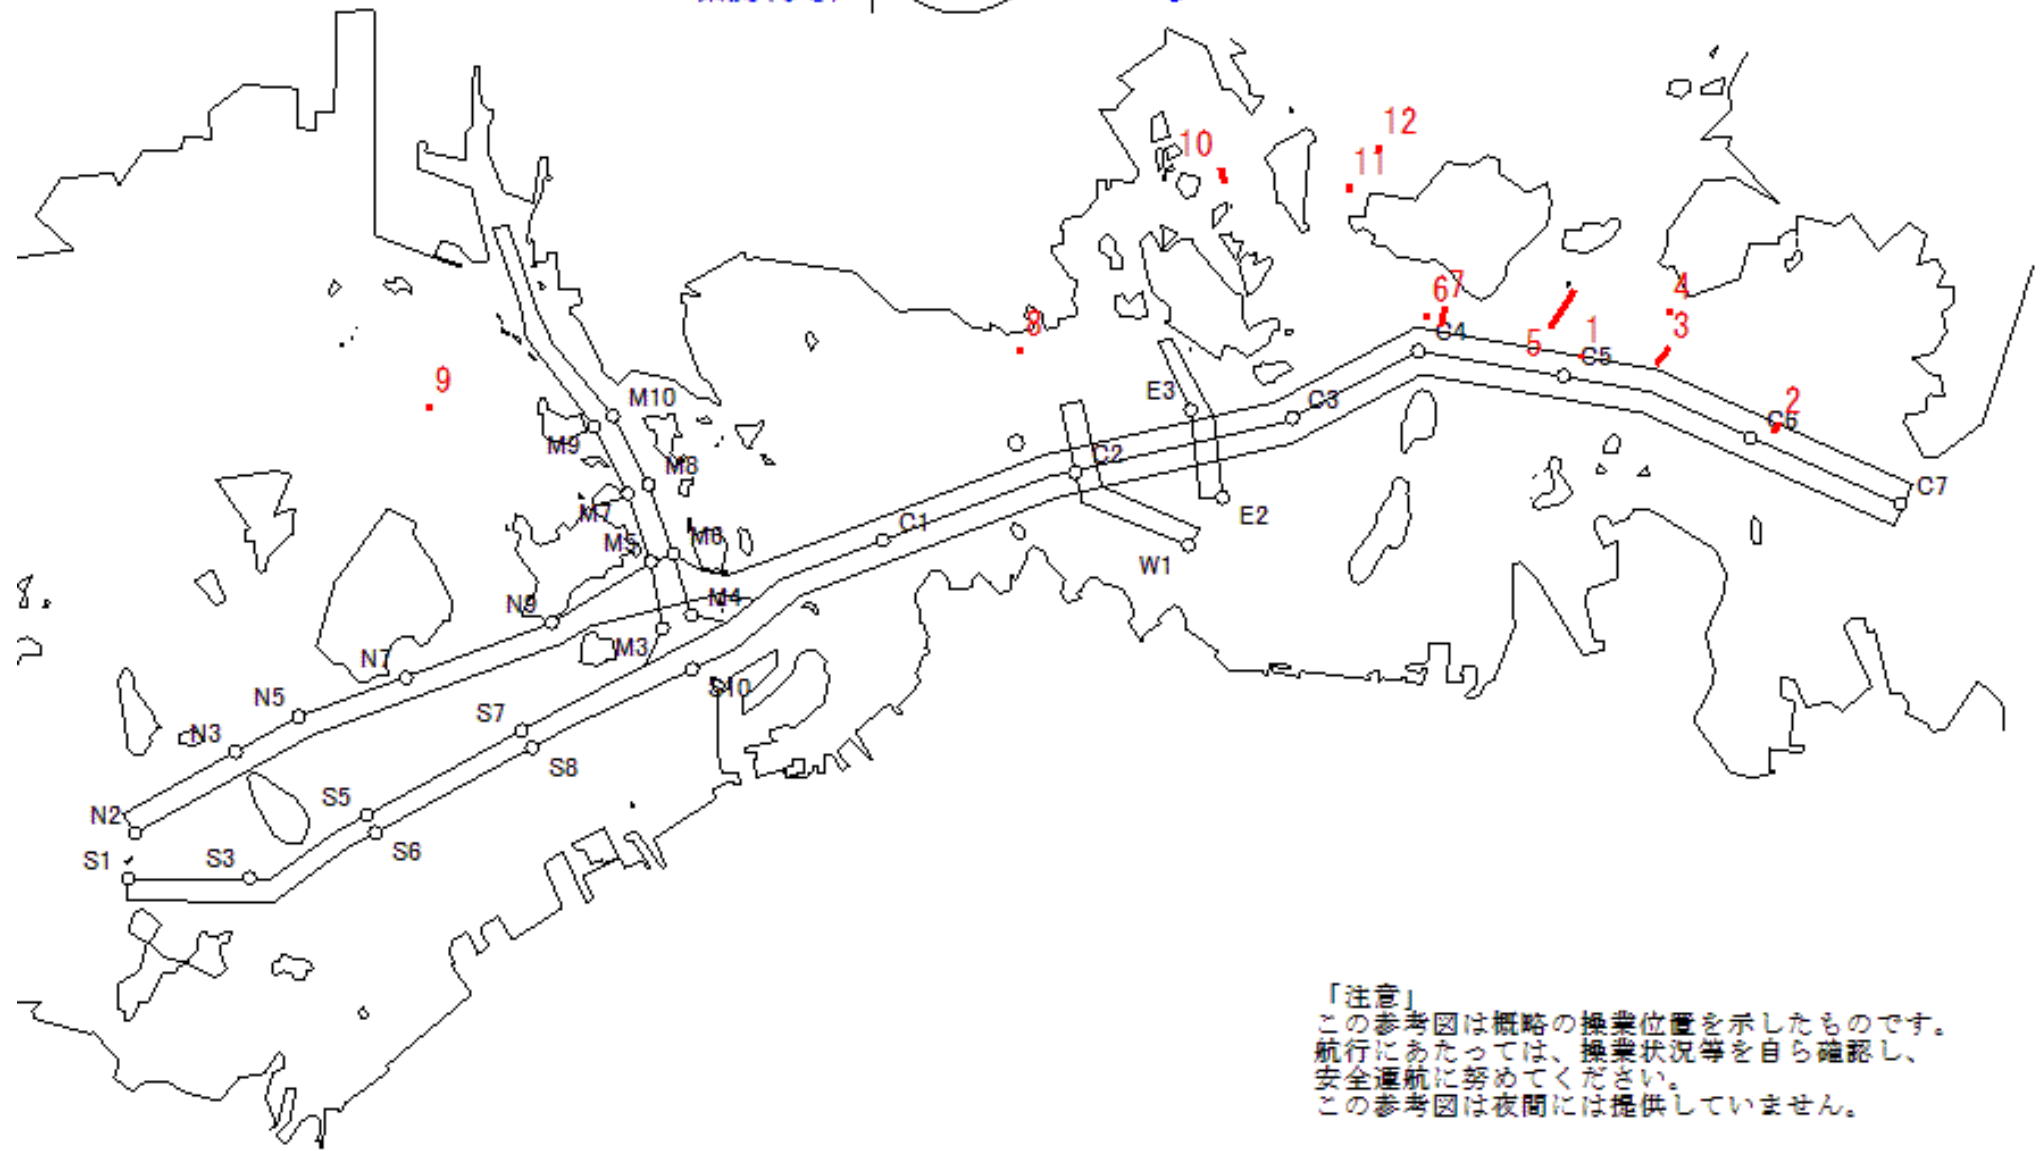 12
10
11
4
6 7
8
5
1
3
C4
C5
9
2
M10
E3
C3
C6
M9
M8
C2
C7
M7
E2
C1
M5
M6
W1
N9
M4
M3
N7
S10
N5
S7
N3
S8
S5
N2
S6
S1
S3
「注意」
この参考図は概略の操業位置を示したものです。
航行にあたっては、操業状況等を自ら確認し、
安全運航に努めてください。
この参考図は夜間には提供していません。